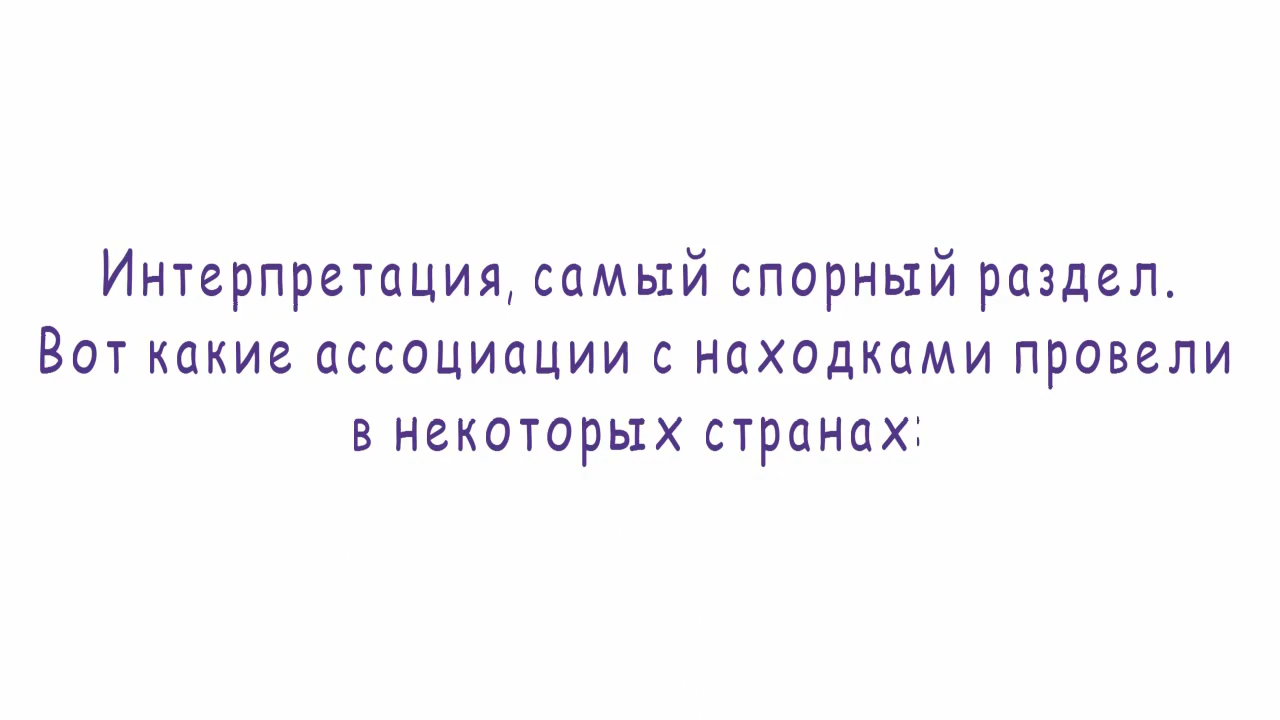 Интерпретация, самый спорный раздел.
Вот какие ассоциации с находками провели
в некоторых странах: